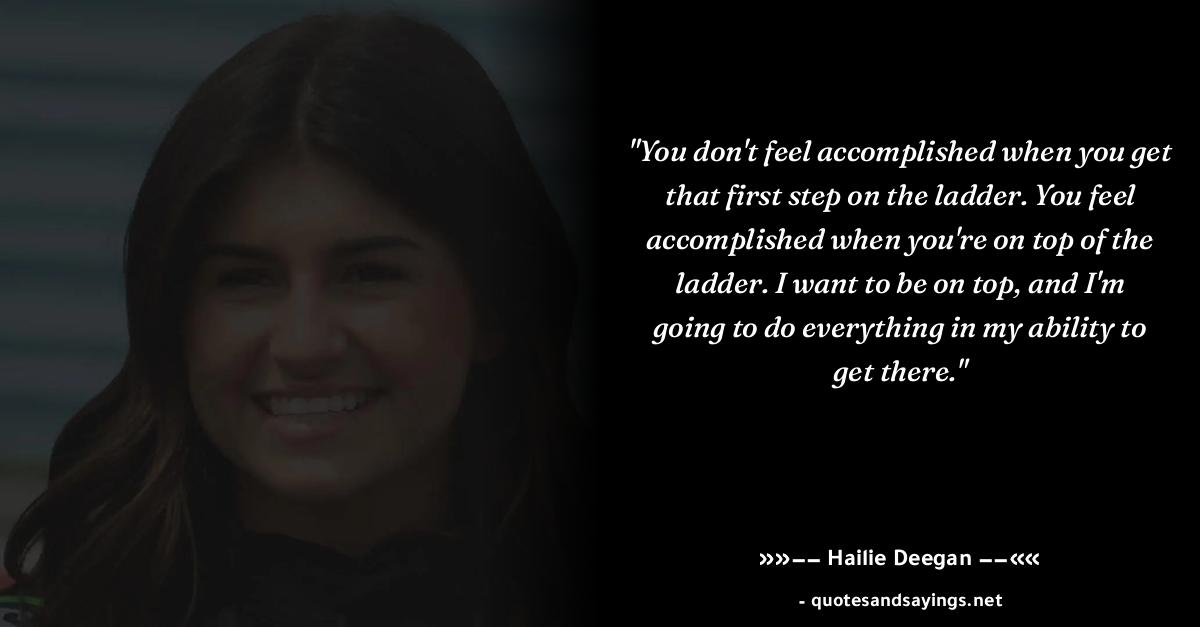 "You don't feel accomplished when you get
that first step on the ladder. You feel
accomplished when you're on top of the
ladder. I want to be on top, and I'm
going to do everything in my ability to
get there."
»»−− Hailie Deegan −−««
- quotesandsayings.net